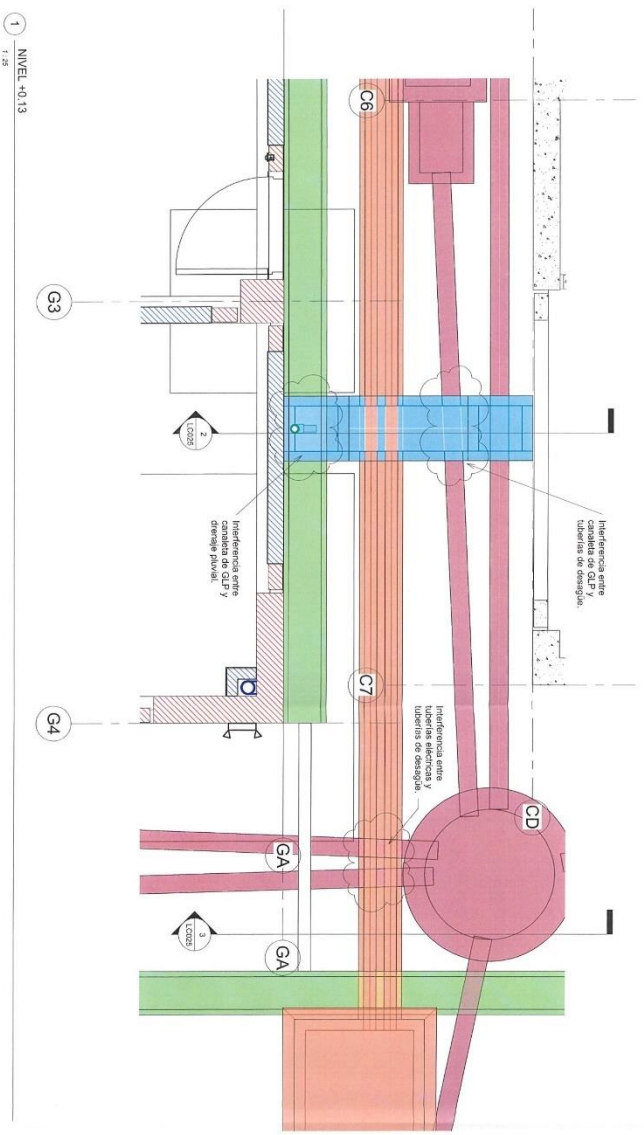 1
NIVEL +0.13
1 : 25
C6
G3
2
LC025
Interferencia entre
canaleta de GLP y
drenaje pluvial.
Interferencia entre
canaleta de GLP y
tuberías de desagüe.
C7
G4
Interferencia entre
tuberías eléctricas y
tuberías de desagüe.
CD
GA
3
LC025
GA